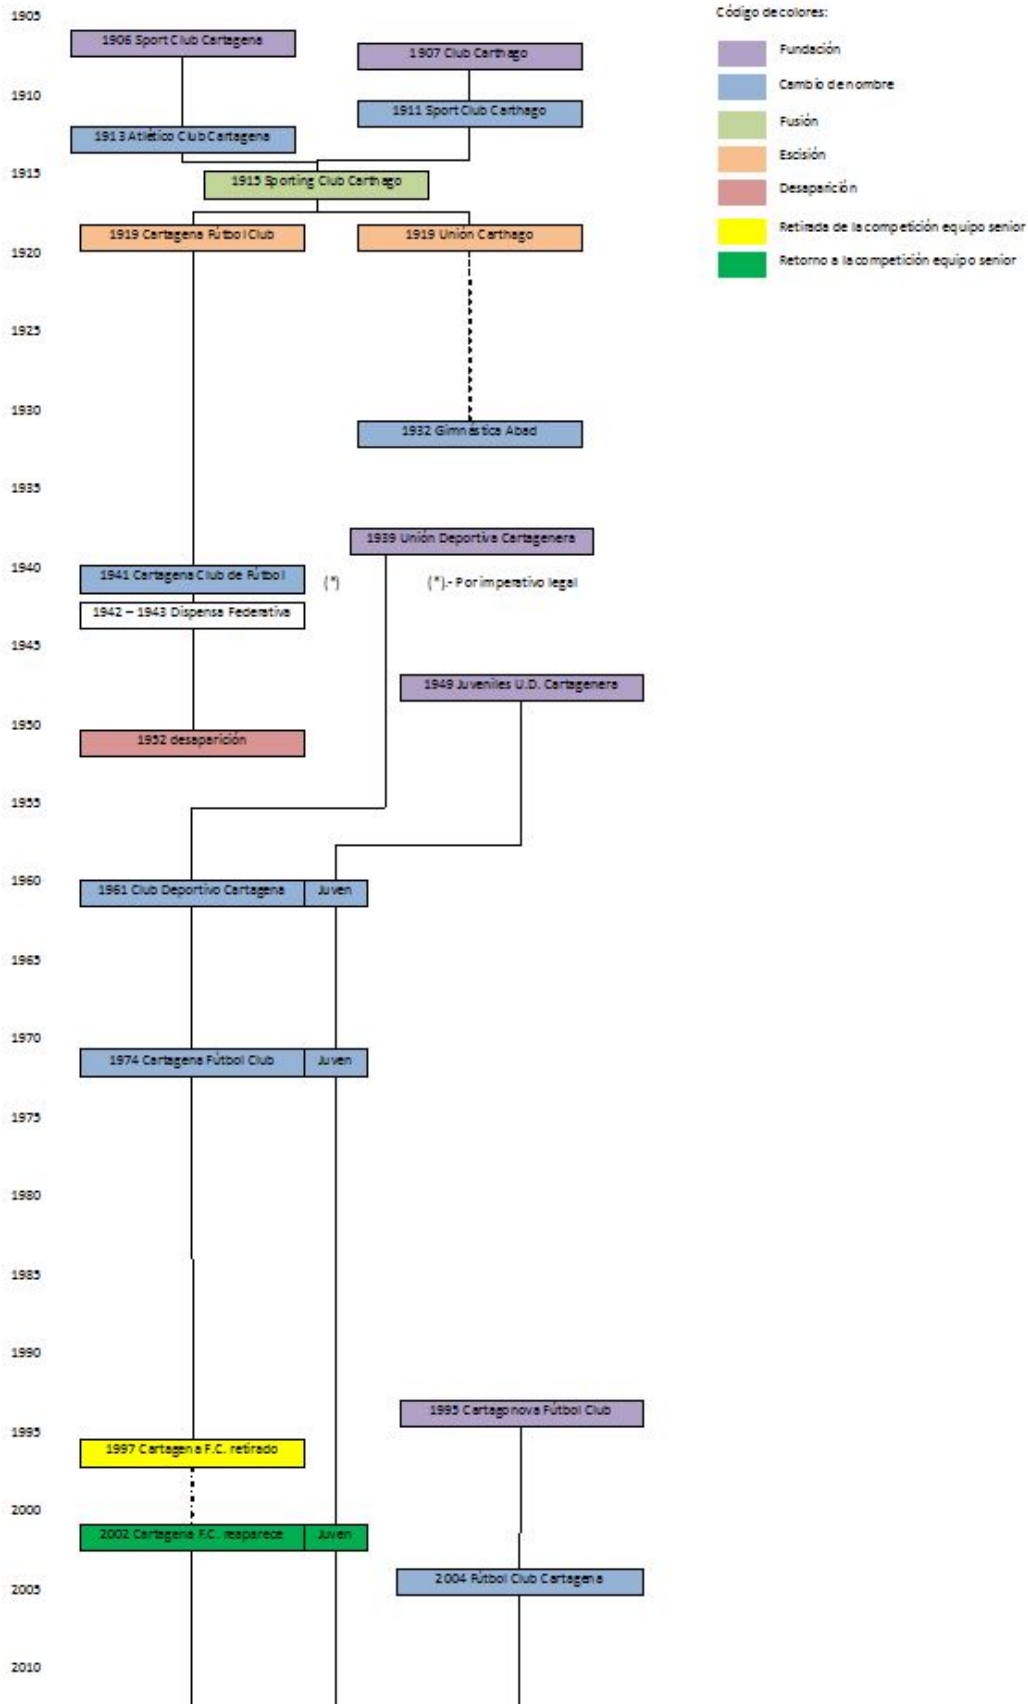 1905
Código de colores:
1906 Sport Club Cartagena
1907 Club Carthago
Fundación
Cambio de nombre
1910
1911 Sport Club Carthago
Fusión
1913 Atlético Club Cartagena
Escisión
1915
1915 Sporting Club Carthago
Desaparición
1919 Cartagena Fútbol Club
1919 Unión Carthago
Retirada de la competición equipo senior
1920
Retorno a la competición equipo senior
1925
1930
1932 Gimnástica Abad
1935
1939 Unión Deportiva Cartagenera
1940
1941 Cartagena Club de Fútbol
(*)
(*).- Por imperativo legal
1942 – 1943 Dispensa Federativa
1945
1949 Juveniles U.D. Cartagenera
1950
1952 desaparición
1955
1960
1961 Club Deportivo Cartagena
Juven
1965
1970
1974 Cartagena Fútbol Club
Juven
1975
1980
1985
1990
1995 Cartagonova Fútbol Club
1995
1997 Cartagena F.C. retirado
2000
2002 Cartagena F.C. reaparece
Juven
2004 Fútbol Club Cartagena
2005
2010